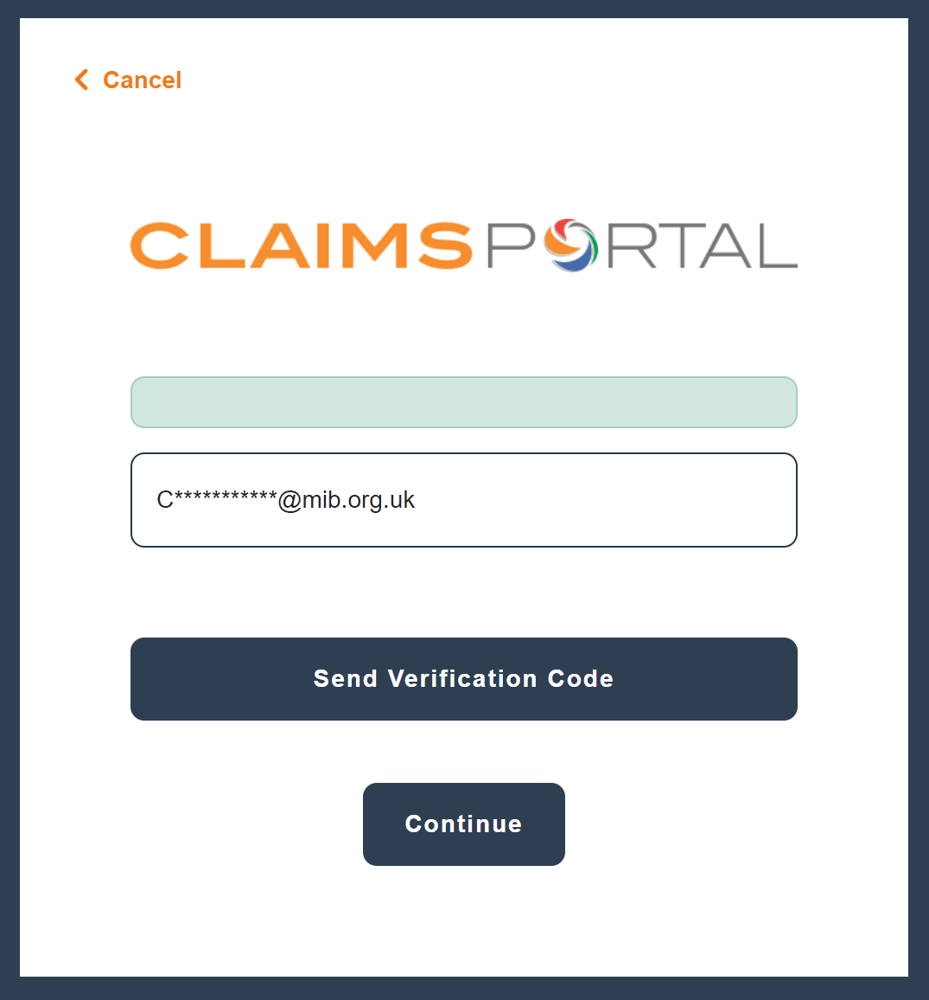 Cancel
CLAIMSPORTAL
C***********@mib.org.uk
Send Verification Code
Continue